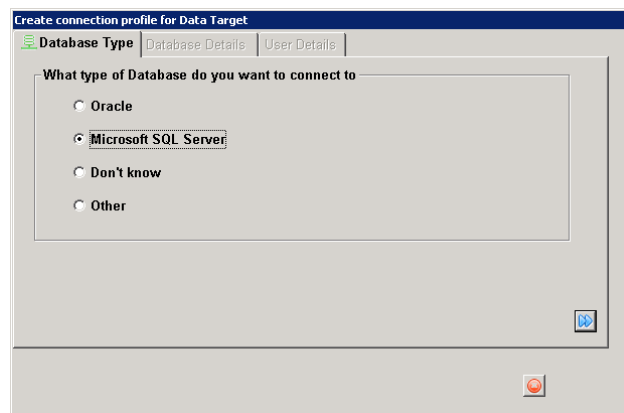 Create connection profile for Data Target
Database Type Database Details User Details
What type of Database do you want to connect to
Oracle
Microsoft SQL Server
Don't know
Other